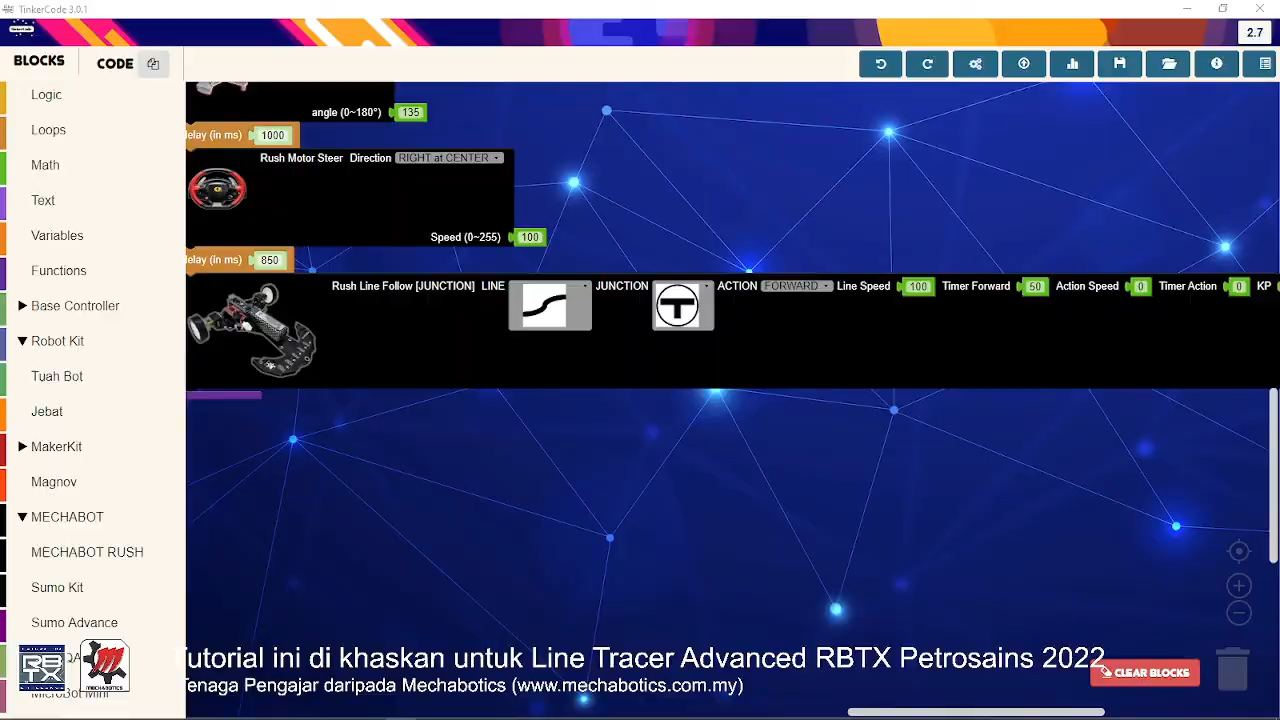 TinkerCode 3.0.1
2.7
BLOCKS
CODE
Logic
Loops
Math
Text
Variables
Functions
Base Controller
Robot Kit
Tuah Bot
Jebat
MakerKit
Magnov
MECHABOT
MECHABOT RUSH
Sumo Kit
Sumo Advance
angle (0~180°) 135
elay (in ms) 1000
Rush Motor Steer Direction RIGHT at CENTER
Speed (0~255) 100
elay (in ms) 850
Rush Line Follow [JUNCTION] LINE JUNCTION T ACTION FORWARD Line Speed 100 Timer Forward 50 Action Speed 0 Timer Action 0 KP
RB
TX
MECHABOTICS
Tutorial ini di khaskan untuk Line Tracer Advanced RBTX Petrosains 2022
Tenaga Pengajar daripada Mechabotics (www.mechabotics.com.my)
CLEAR BLOCKS